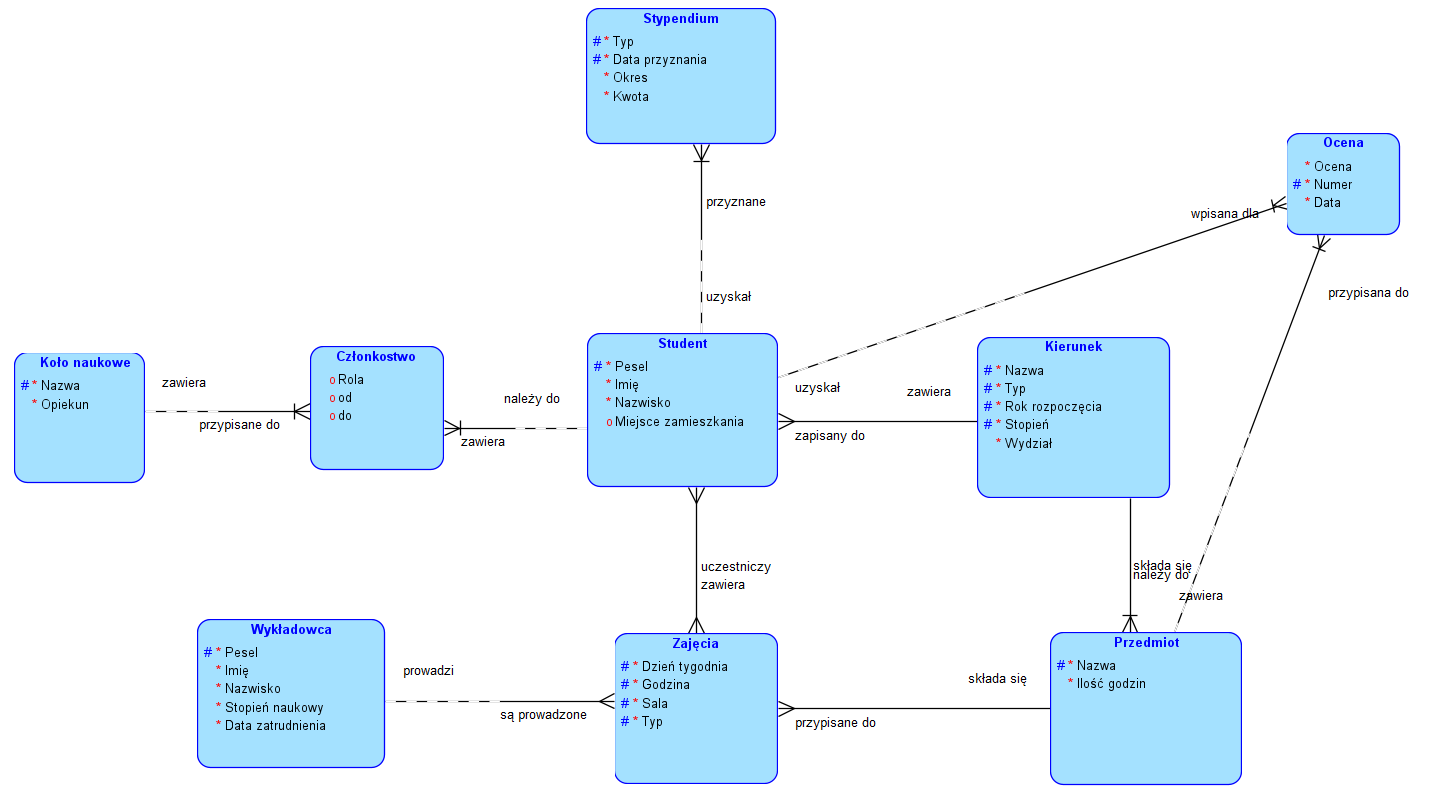 Stypendium
# * Typ
# * Data przyznania
* Okres
* Kwota
przyznane
uzyskał
Ocena
* Ocena
# * Numer
* Data
wpisana dla
przypisana do
Koło naukowe
# * Nazwa
* Opiekun
zawiera
przypisane do
Członkostwo
o Rola
o od
o do
należy do
zawiera
Student
# * Pesel
* Imię
* Nazwisko
o Miejsce zamieszkania
uzyskał
zawiera
zapisany do
Kierunek
# * Nazwa
# * Typ
# * Rok rozpoczęcia
# * Stopień
* Wydział
uczestniczy
zawiera
składa się
należy do
zawiera
Wykładowca
# * Pesel
* Imię
* Nazwisko
* Stopień naukowy
* Data zatrudnienia
prowadzi
są prowadzone
Zajęcia
# * Dzień tygodnia
# * Godzina
# * Sala
# * Typ
składa się
przypisane do
Przedmiot
# * Nazwa
* Ilość godzin